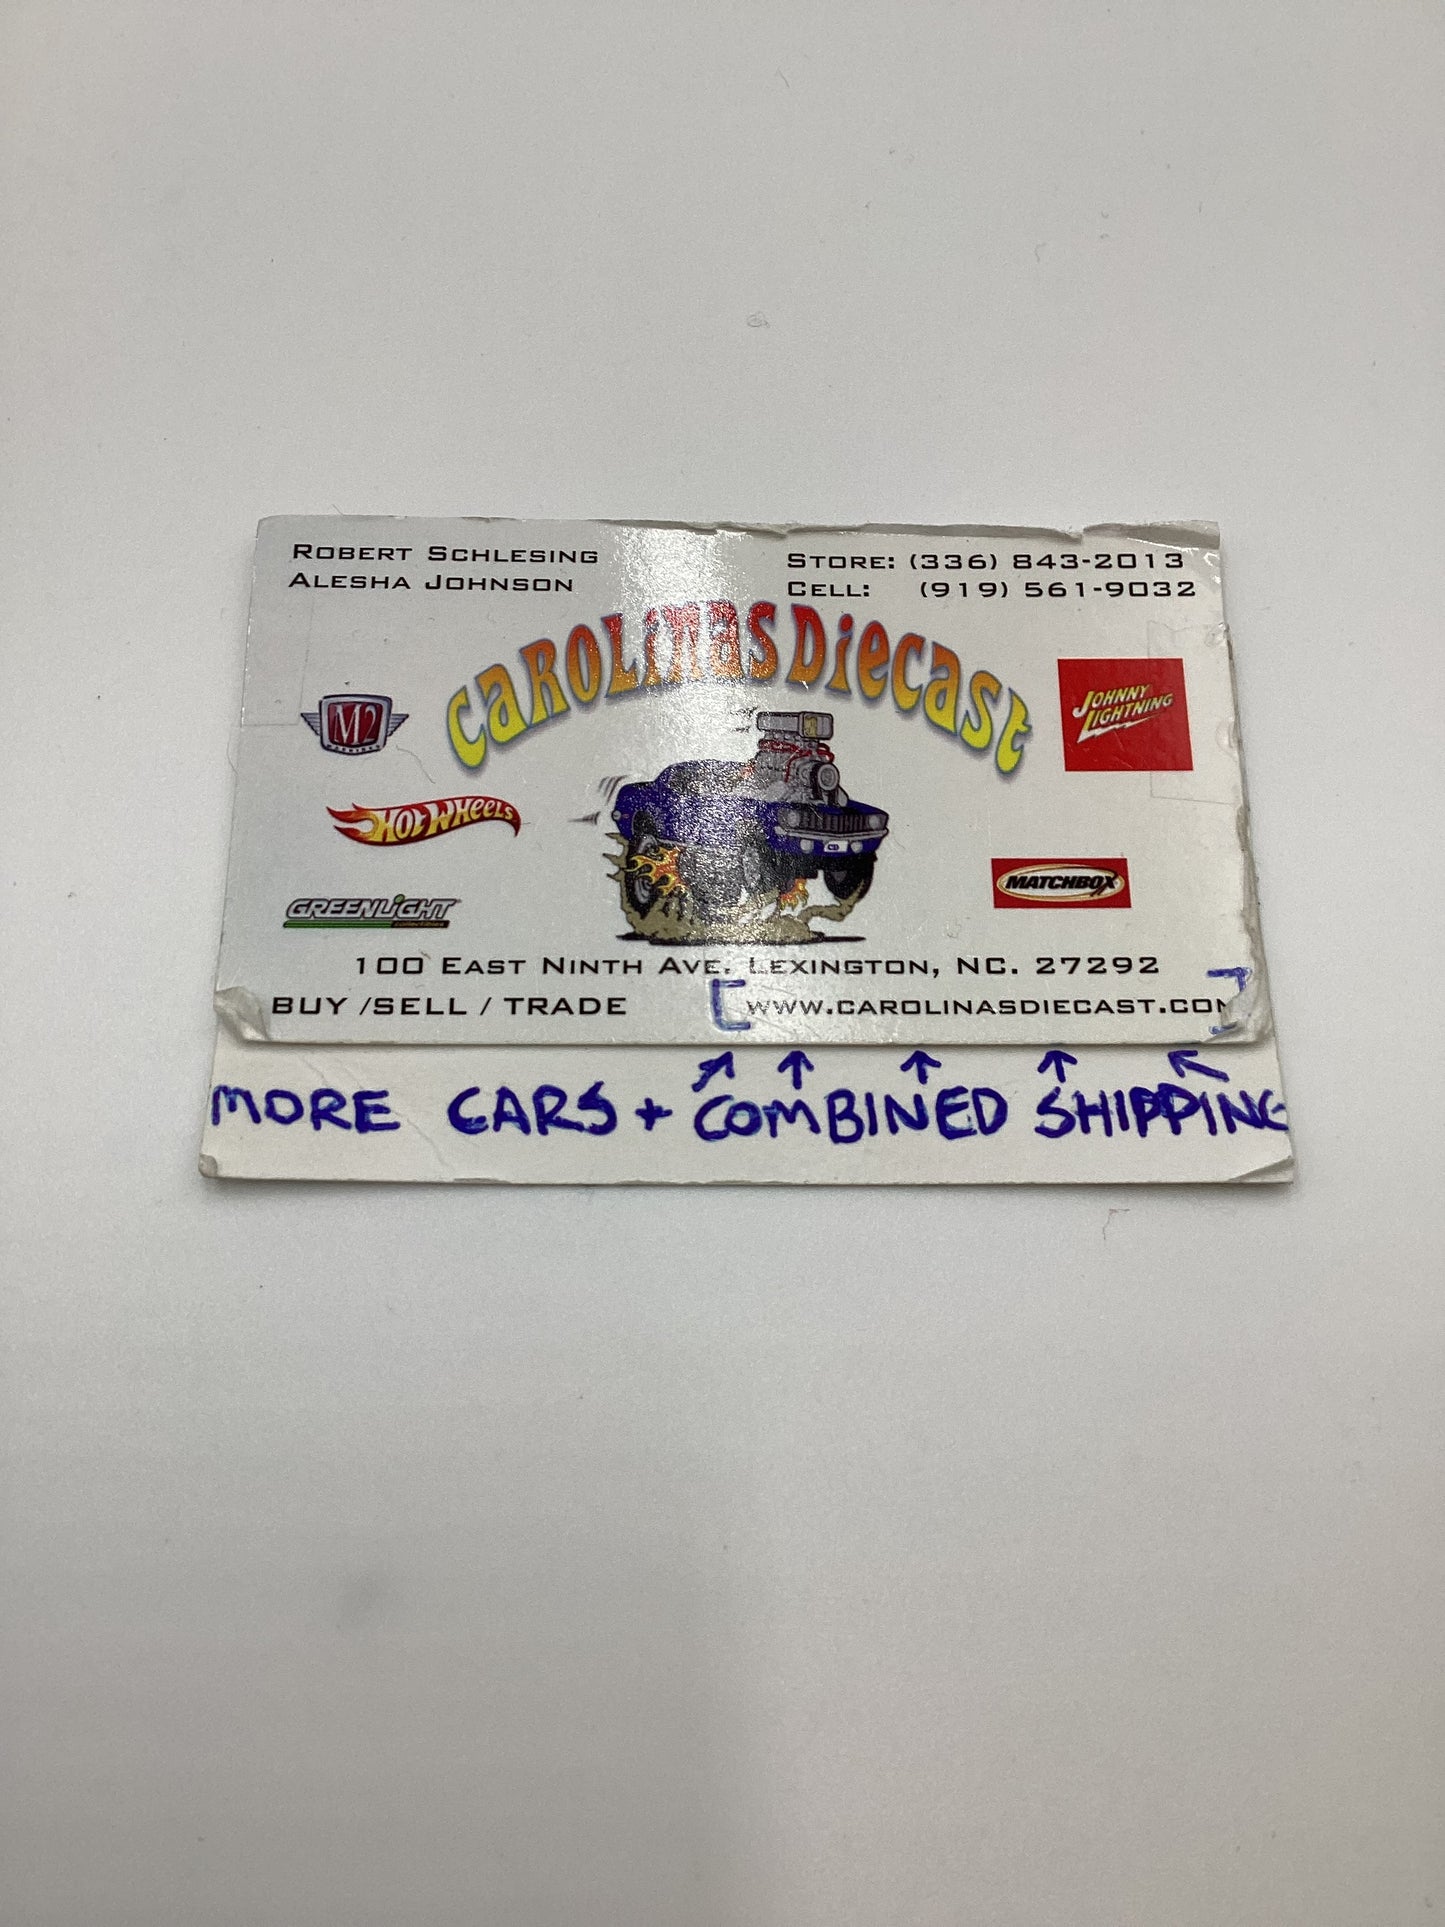 ROBERT SCHLESING
ALESHA JOHNSON
STORE: (336) 843-2013
CELL: (919) 561-9032
CAROLiNAS DiECAST
M2
MACHINES
JOHNNY
LIGHTNING
HOT WHEELS
MATCHBOX
GREENLIGHT
COLLECTIBLES
100 EAST NINTH AVE. LEXINGTON, NC. 27292
BUY /SELL / TRADE
[WWW.CAROLINASDIECAST.COM]
↗ ↑ ↑ ↑ ↖
MORE CARS + COMBINED SHIPPING